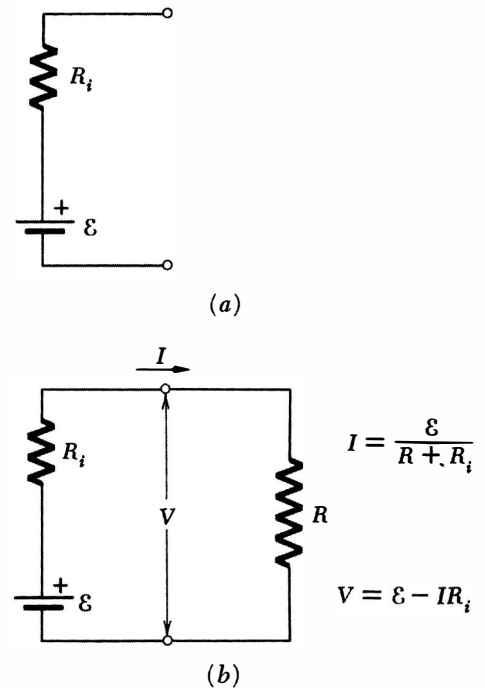 R_i
+
ℰ
(a)
I
R_i
V
R
+
ℰ
I = ℰ / (R + R_i)
V = ℰ − IR_i
(b)